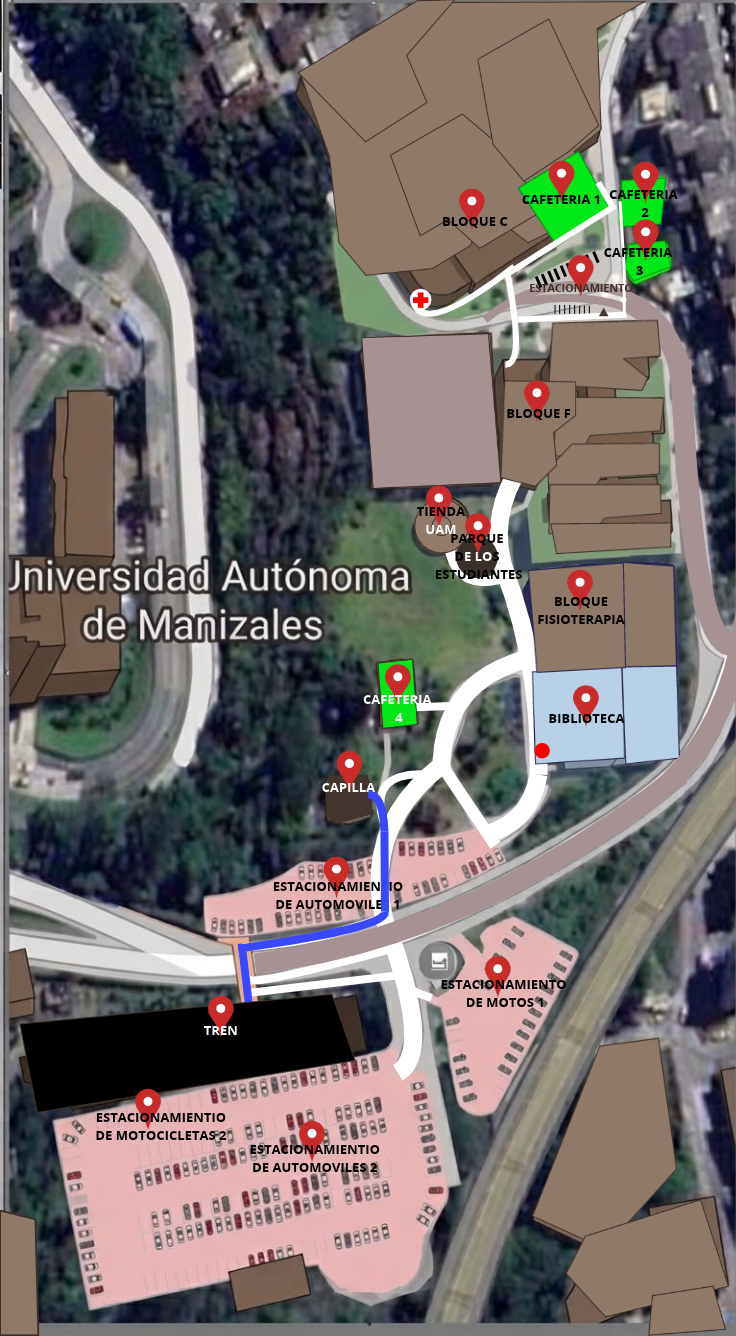 CAFETERIA 1
CAFETERIA
2
BLOQUE C
CAFETERIA
3
ESTACIONAMIENTO
BLOQUE F
TIENDA
UAM
PARQUE
DE LOS
ESTUDIANTES
Universidad Autónoma
de Manizales
BLOQUE
FISIOTERAPIA
CAFETERIA
4
BIBLIOTECA
CAPILLA
ESTACIONAMIENTIO
DE AUTOMOVILES 1
ESTACIONAMIENTO
DE MOTOS 1
TREN
ESTACIONAMIENTIO
DE MOTOCICLETAS 2
ESTACIONAMIENTIO
DE AUTOMOVILES 2